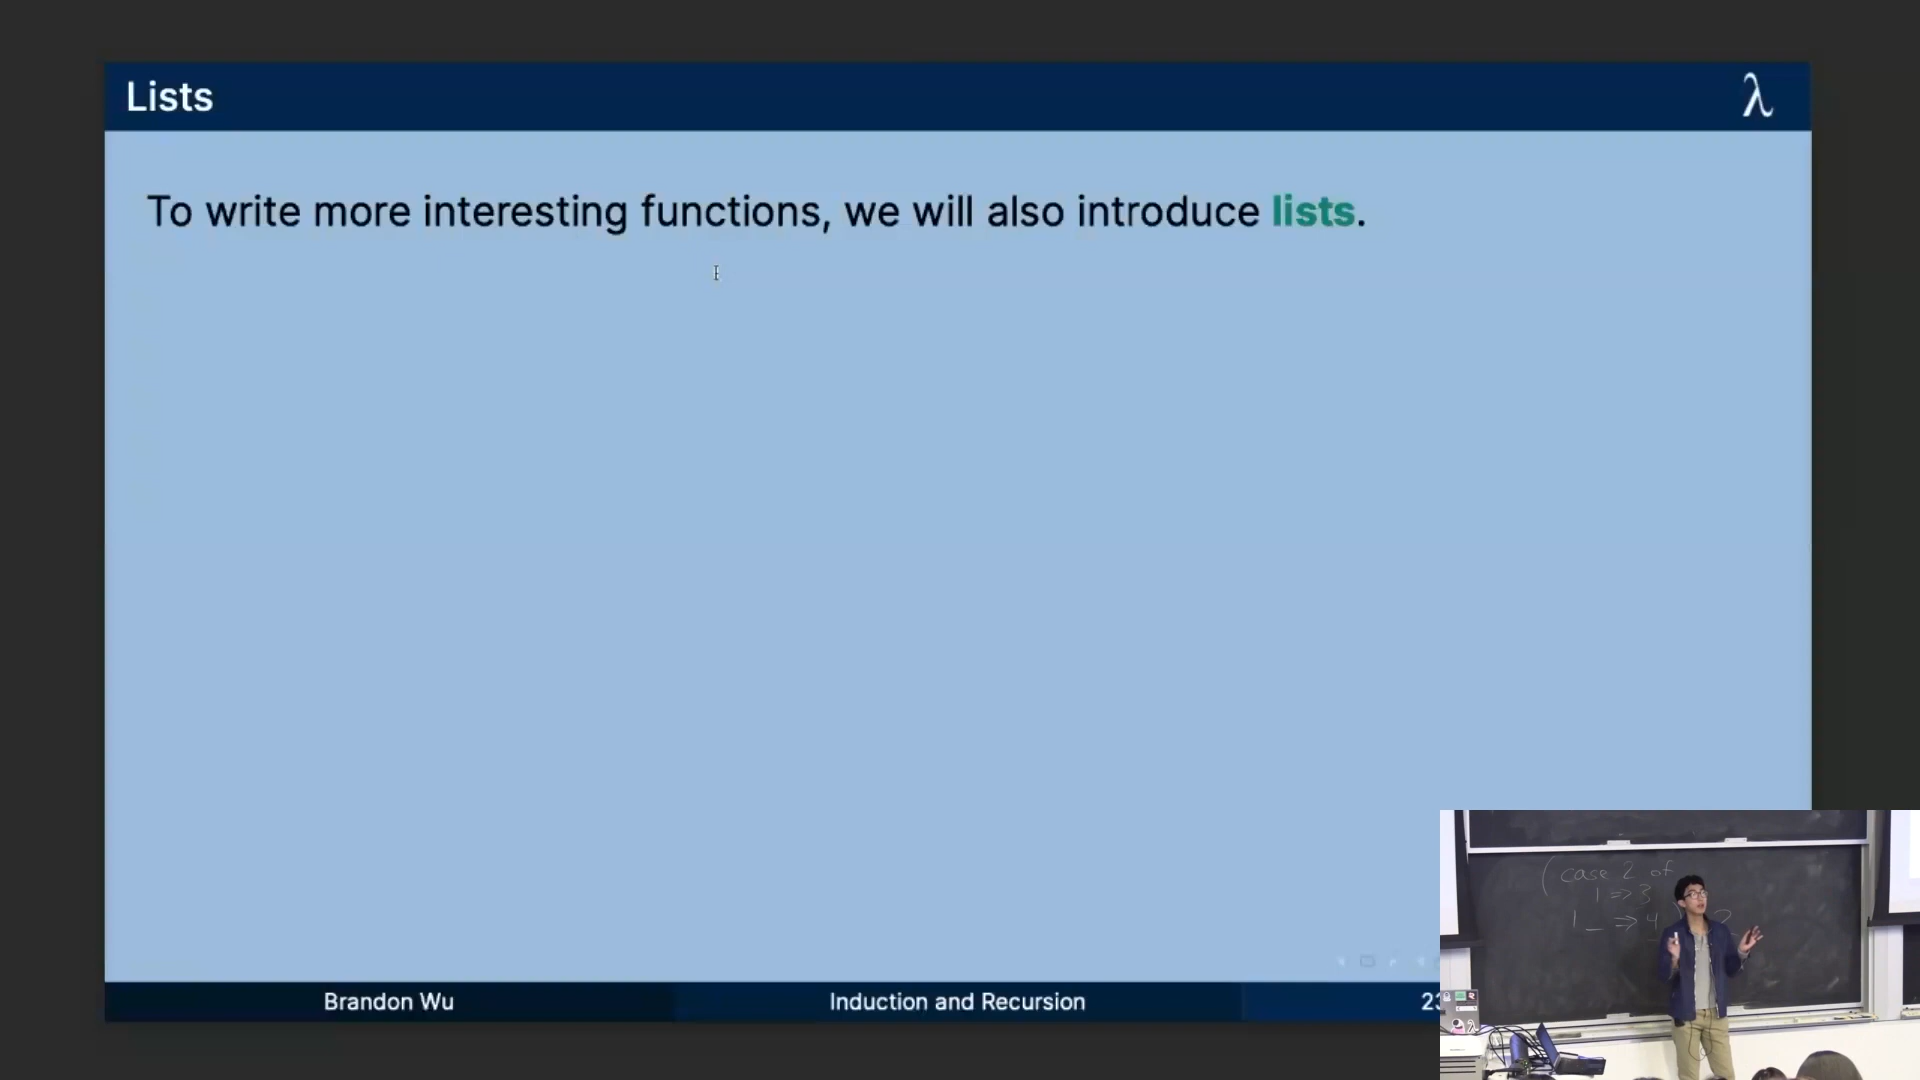 Lists
λ
To write more interesting functions, we will also introduce lists.
Brandon Wu
Induction and Recursion
(case 2 of
1 => 3
| _ => 4